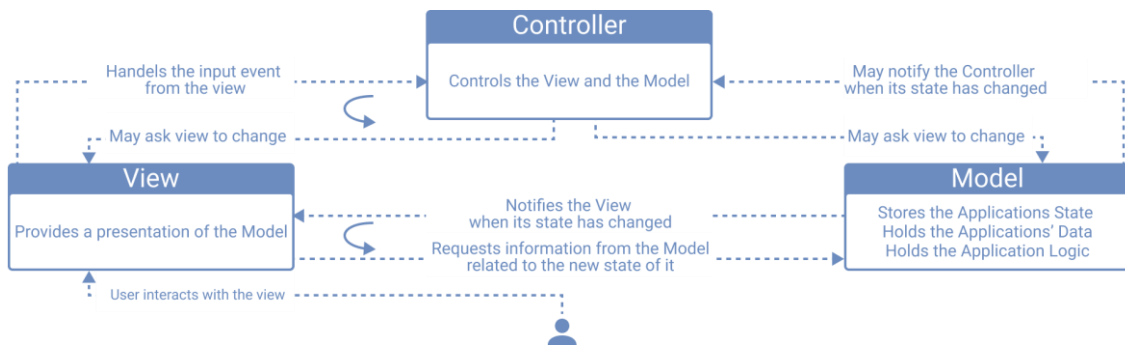 Controller
Controls the View and the Model
Handels the input event
from the view
May notify the Controller
when its state has changed
May ask view to change
May ask view to change
View
Provides a presentation of the Model
Model
Stores the Applications State
Holds the Applications' Data
Holds the Application Logic
Notifies the View
when its state has changed
Requests information from the Model
related to the new state of it
User interacts with the view